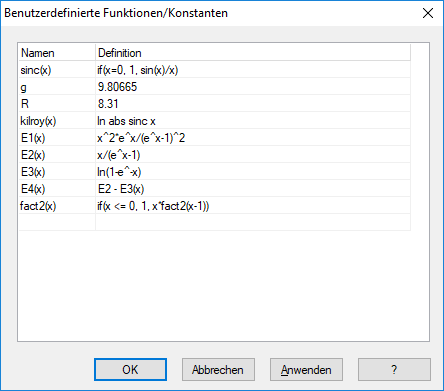 Benutzerdefinierte Funktionen/Konstanten
Namen Definition
sinc(x) if(x=0, 1, sin(x)/x)
g 9.80665
R 8.31
kilroy(x) ln abs sinc x
E1(x) x^2*e^x/(e^x-1)^2
E2(x) x/(e^x-1)
E3(x) ln(1-e^-x)
E4(x) E2 - E3(x)
fact2(x) if(x <= 0, 1, x*fact2(x-1))
OK Abbrechen Anwenden ?